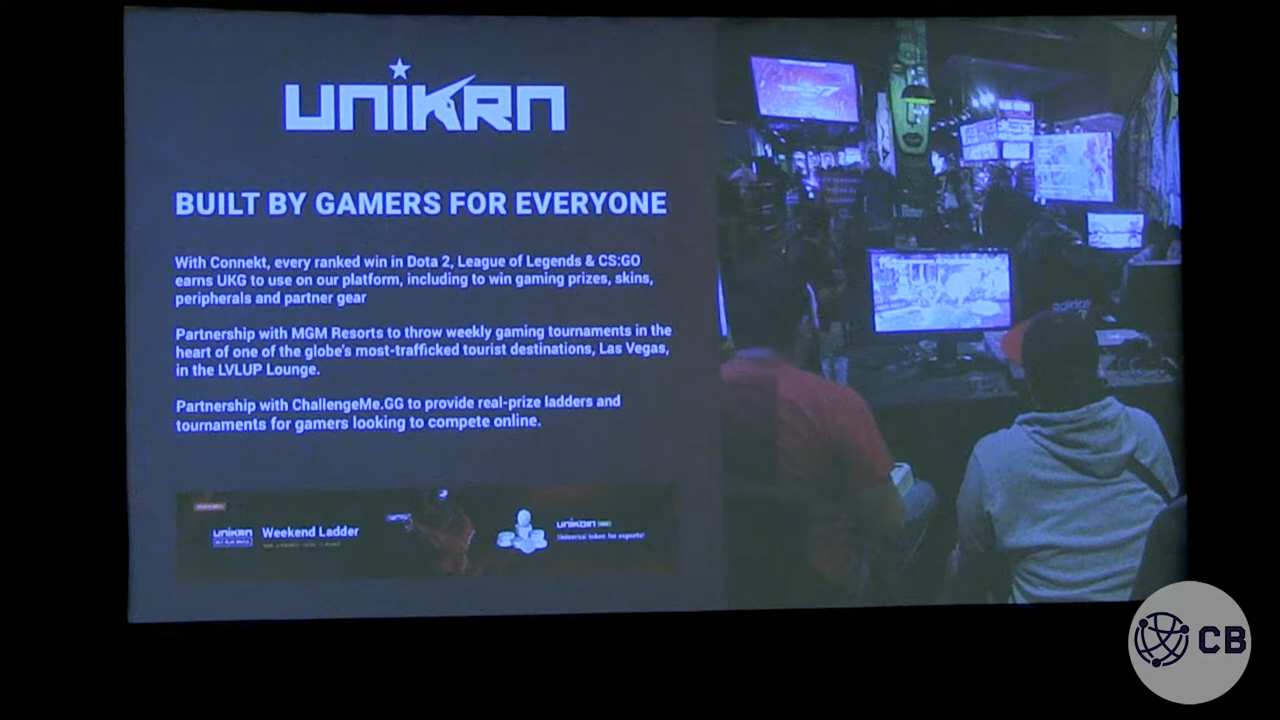 UNIKRN
BUILT BY GAMERS FOR EVERYONE
With Connekt, every ranked win in Dota 2, League of Legends & CS:GO
earns UKG to use on our platform, including to win gaming prizes, skins,
peripherals and partner gear
Partnership with MGM Resorts to throw weekly gaming tournaments in the
heart of one of the globe's most-trafficked tourist destinations, Las Vegas,
in the LVLUP Lounge.
Partnership with ChallengeMe.GG to provide real-prize ladders and
tournaments for gamers looking to compete online.
UNIKRN
Weekend Ladder
UNIKOIN
Universal token for esports!
adidas
CB